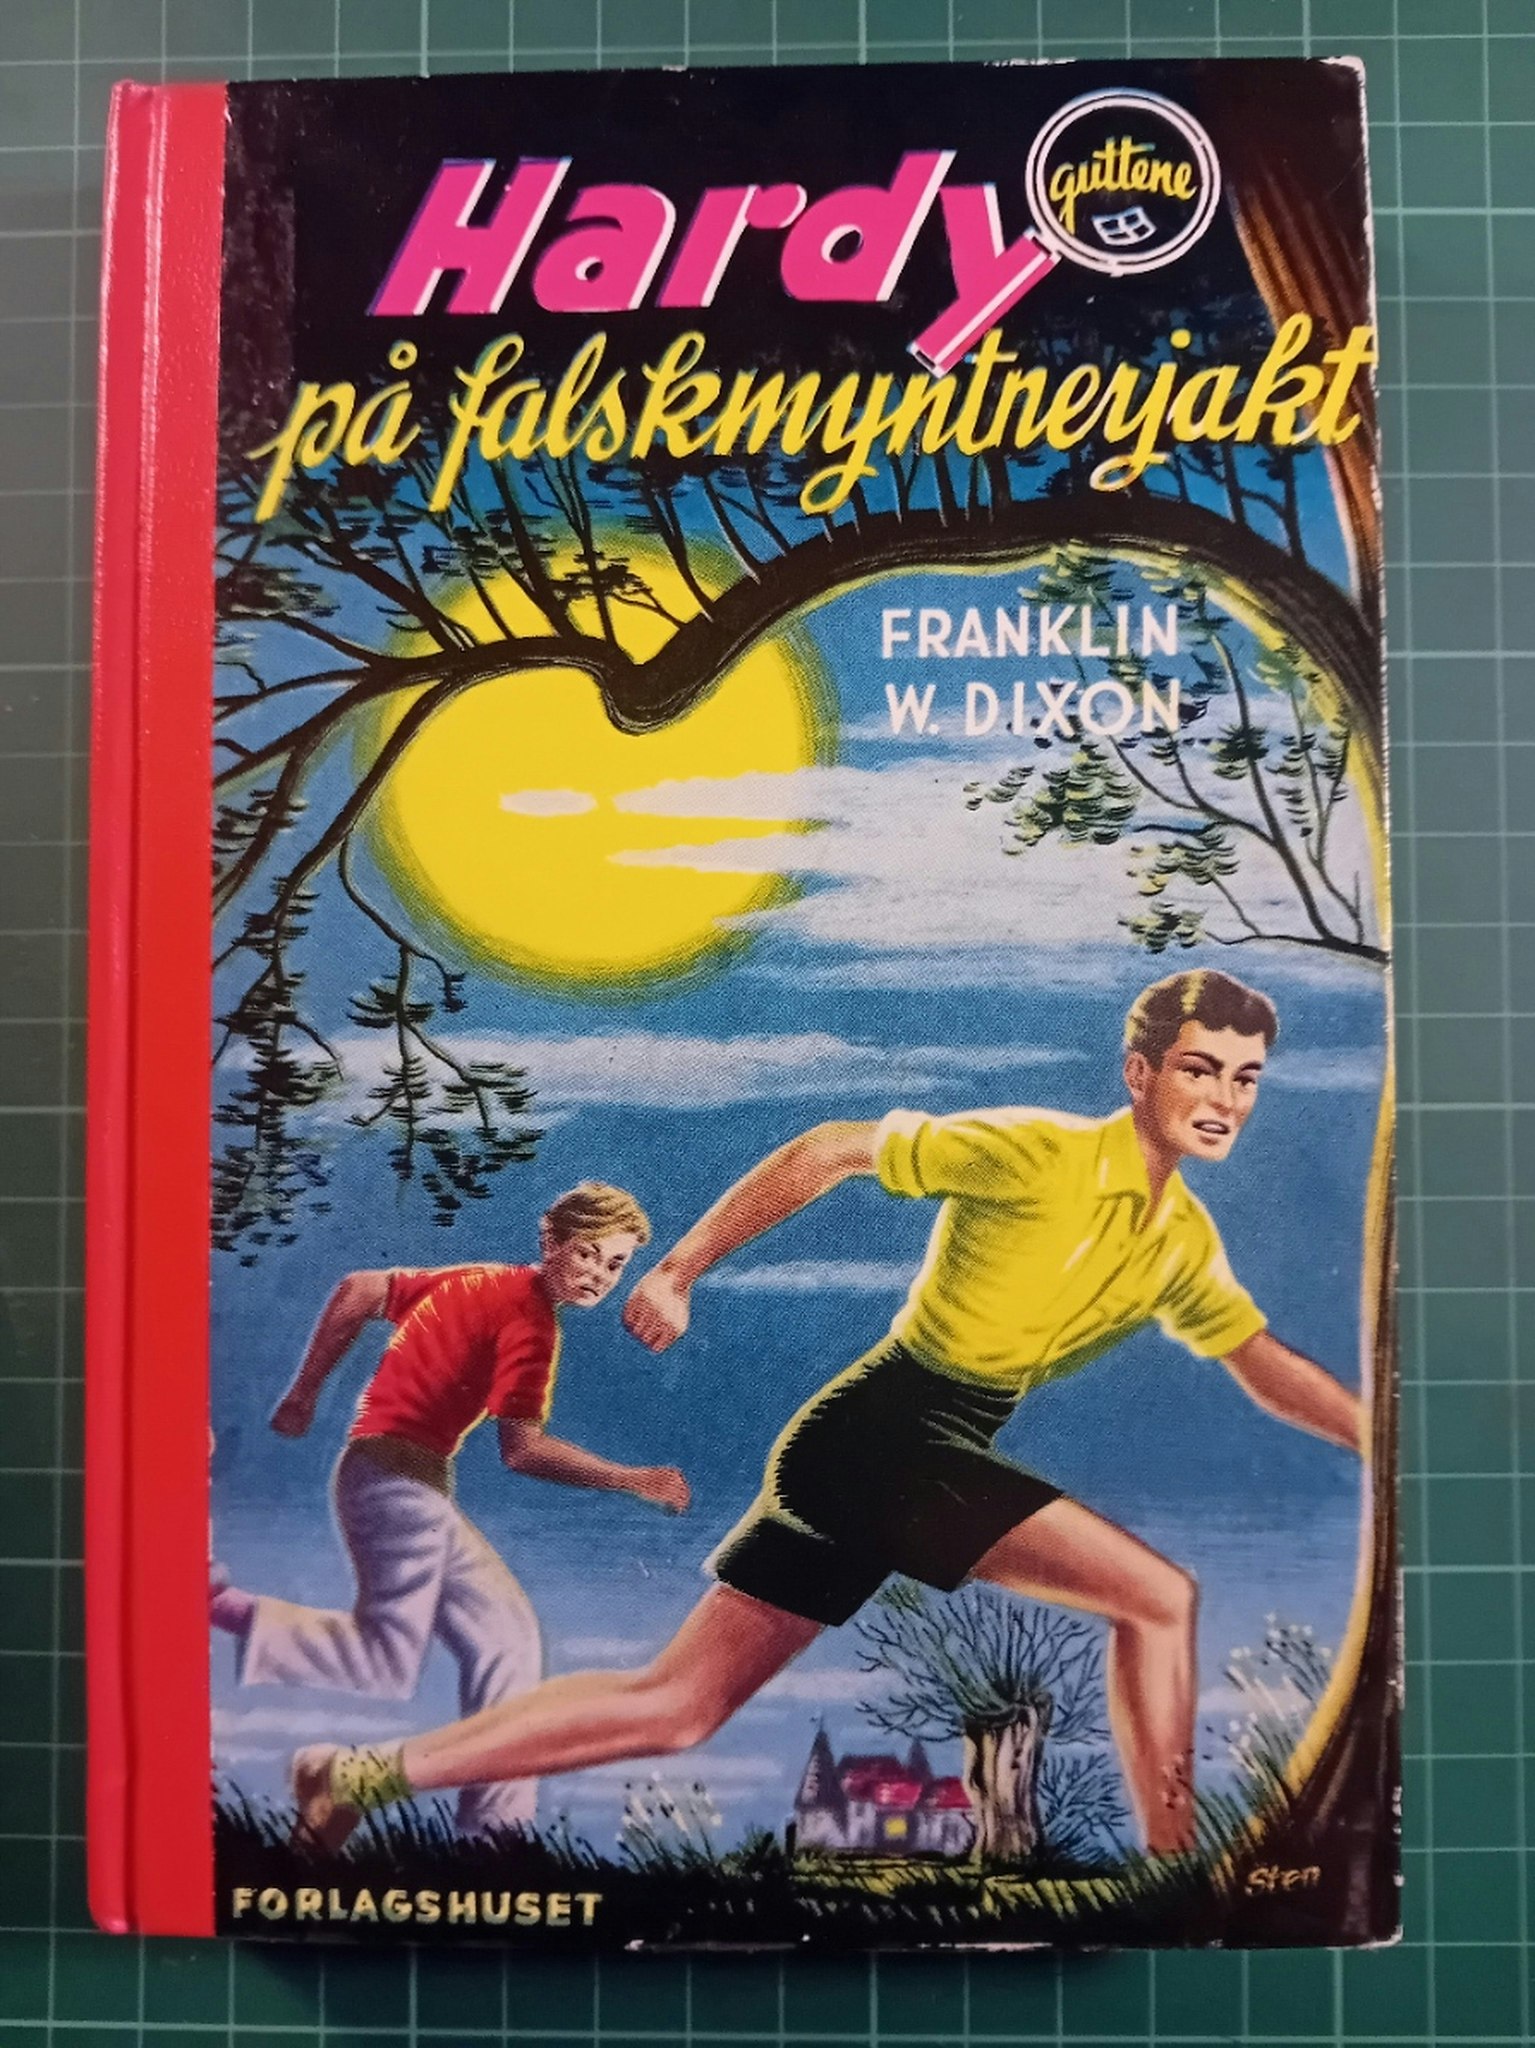 Hardy guttene
på falskmyntnerjakt
FRANKLIN
W. DIXON
Sten
FORLAGSHUSET